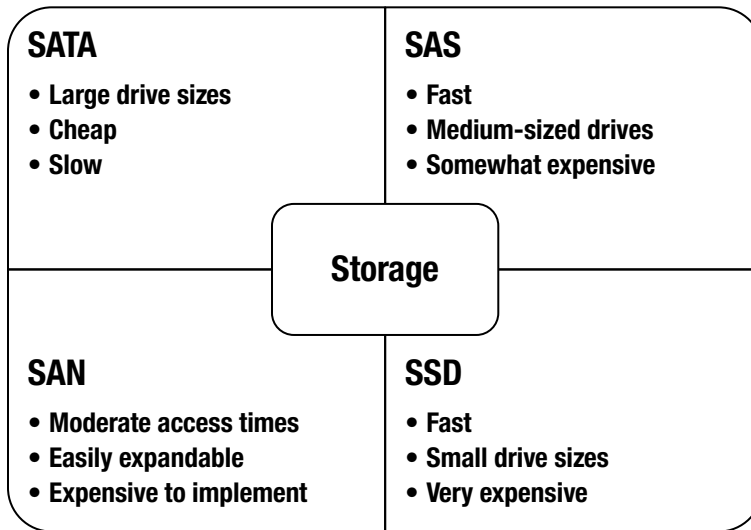 SATA
• Large drive sizes
• Cheap
• Slow
SAS
• Fast
• Medium-sized drives
• Somewhat expensive
Storage
SAN
• Moderate access times
• Easily expandable
• Expensive to implement
SSD
• Fast
• Small drive sizes
• Very expensive